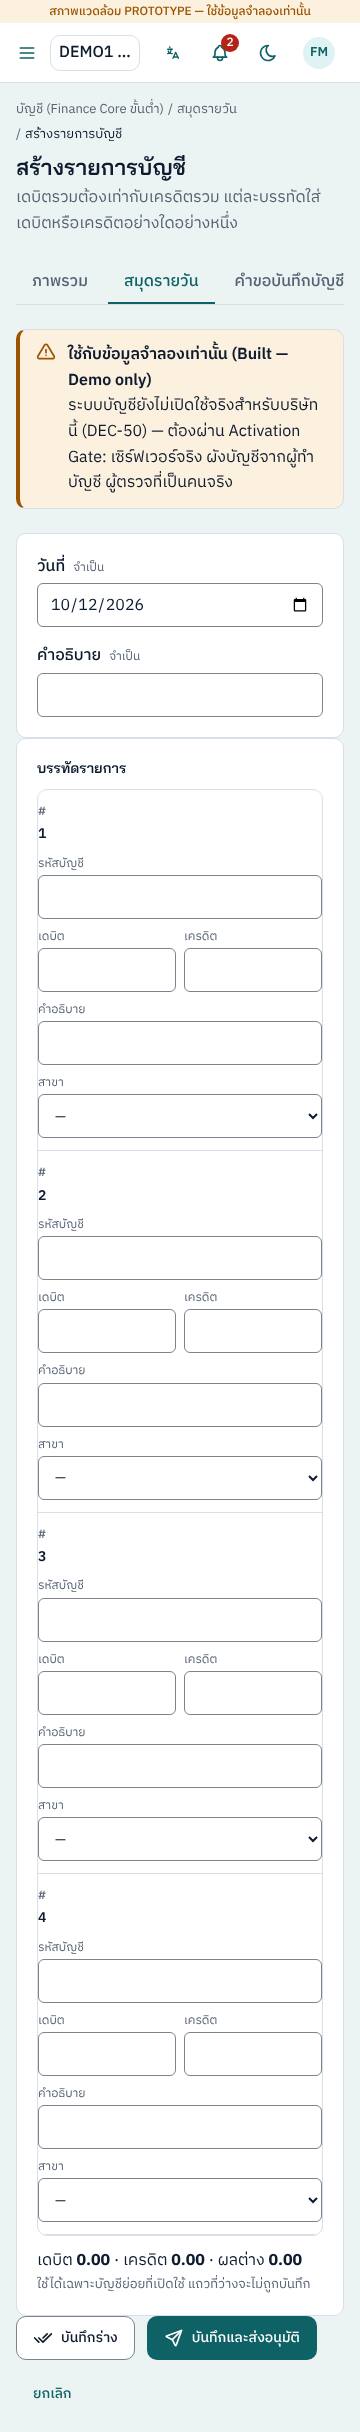 สภาพแวดล้อม PROTOTYPE — ใช้ข้อมูลจำลองเท่านั้น
DEMO1 ...
2
FM
บัญชี (Finance Core ขั้นต่ำ) / สมุดรายวัน
/ สร้างรายการบัญชี
สร้างรายการบัญชี
เดบิตรวมต้องเท่ากับเครดิตรวม แต่ละบรรทัดใส่
เดบิตหรือเครดิตอย่างใดอย่างหนึ่ง
ภาพรวม สมุดรายวัน คำขอบันทึกบัญชี
ใช้กับข้อมูลจำลองเท่านั้น (Built —
Demo only)
ระบบบัญชียังไม่เปิดใช้จริงสำหรับบริษัท
นี้ (DEC-50) — ต้องผ่าน Activation
Gate: เซิร์ฟเวอร์จริง ผังบัญชีจากผู้ทำ
บัญชี ผู้ตรวจที่เป็นคนจริง
วันที่ จำเป็น
10/12/2026
คำอธิบาย จำเป็น
บรรทัดรายการ
#
1
รหัสบัญชี
เดบิต เครดิต
คำอธิบาย
สาขา
—
#
2
รหัสบัญชี
เดบิต เครดิต
คำอธิบาย
สาขา
—
#
3
รหัสบัญชี
เดบิต เครดิต
คำอธิบาย
สาขา
—
#
4
รหัสบัญชี
เดบิต เครดิต
คำอธิบาย
สาขา
—
เดบิต 0.00 · เครดิต 0.00 · ผลต่าง 0.00
ใช้ได้เฉพาะบัญชีย่อยที่เปิดใช้ แถวที่ว่างจะไม่ถูกบันทึก
บันทึกร่าง บันทึกและส่งอนุมัติ
ยกเลิก